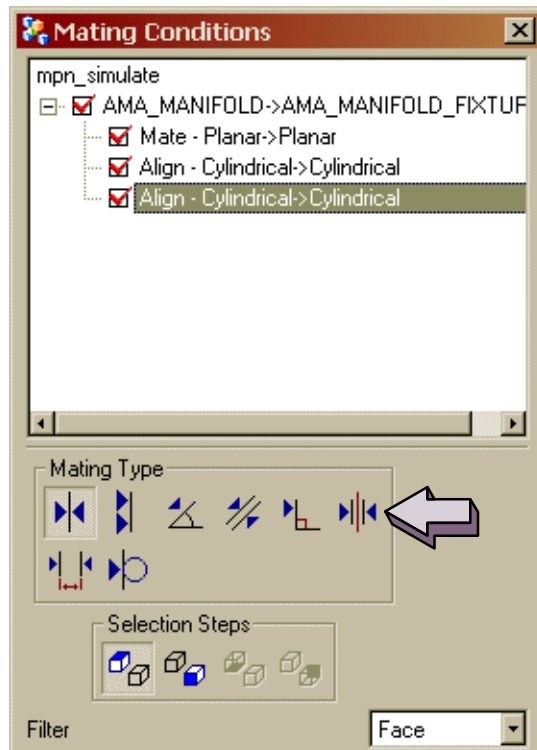 Mating Conditions
mpn_simulate
AMA_MANIFOLD->AMA_MANIFOLD_FIXTUF
Mate - Planar->Planar
Align - Cylindrical->Cylindrical
Align - Cylindrical->Cylindrical
Mating Type
Selection Steps
Filter Face